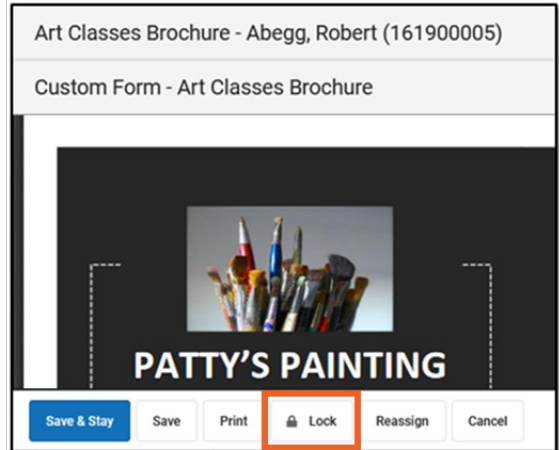 Art Classes Brochure - Abegg, Robert (161900005)
Custom Form - Art Classes Brochure
PATTY'S PAINTING
Save & Stay Save Print Lock Reassign Cancel